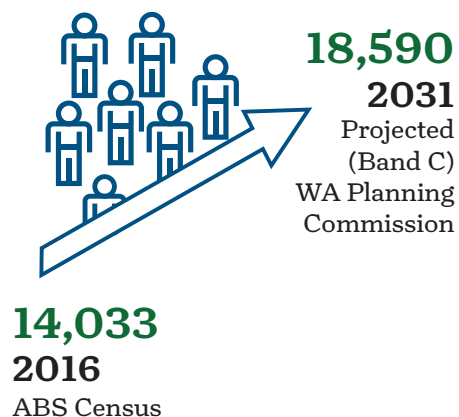 18,590
2031
Projected
(Band C)
WA Planning
Commission
14,033
2016
ABS Census